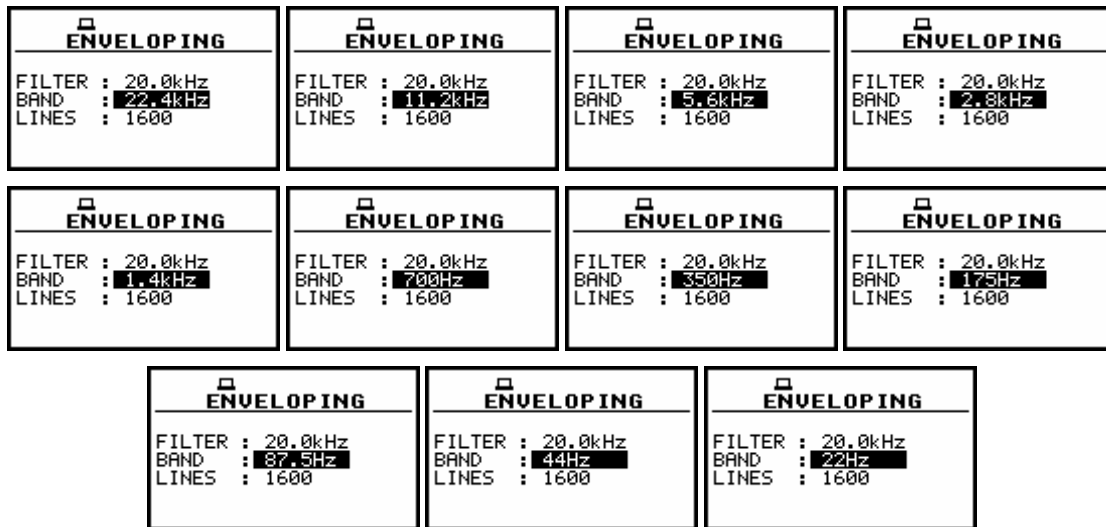 ENVELOPING
FILTER : 20.0kHz
BAND : 22.4kHz
LINES : 1600
ENVELOPING
FILTER : 20.0kHz
BAND : 11.2kHz
LINES : 1600
ENVELOPING
FILTER : 20.0kHz
BAND : 5.6kHz
LINES : 1600
ENVELOPING
FILTER : 20.0kHz
BAND : 2.8kHz
LINES : 1600
ENVELOPING
FILTER : 20.0kHz
BAND : 1.4kHz
LINES : 1600
ENVELOPING
FILTER : 20.0kHz
BAND : 700Hz
LINES : 1600
ENVELOPING
FILTER : 20.0kHz
BAND : 350Hz
LINES : 1600
ENVELOPING
FILTER : 20.0kHz
BAND : 175Hz
LINES : 1600
ENVELOPING
FILTER : 20.0kHz
BAND : 87.5Hz
LINES : 1600
ENVELOPING
FILTER : 20.0kHz
BAND : 44Hz
LINES : 1600
ENVELOPING
FILTER : 20.0kHz
BAND : 22Hz
LINES : 1600